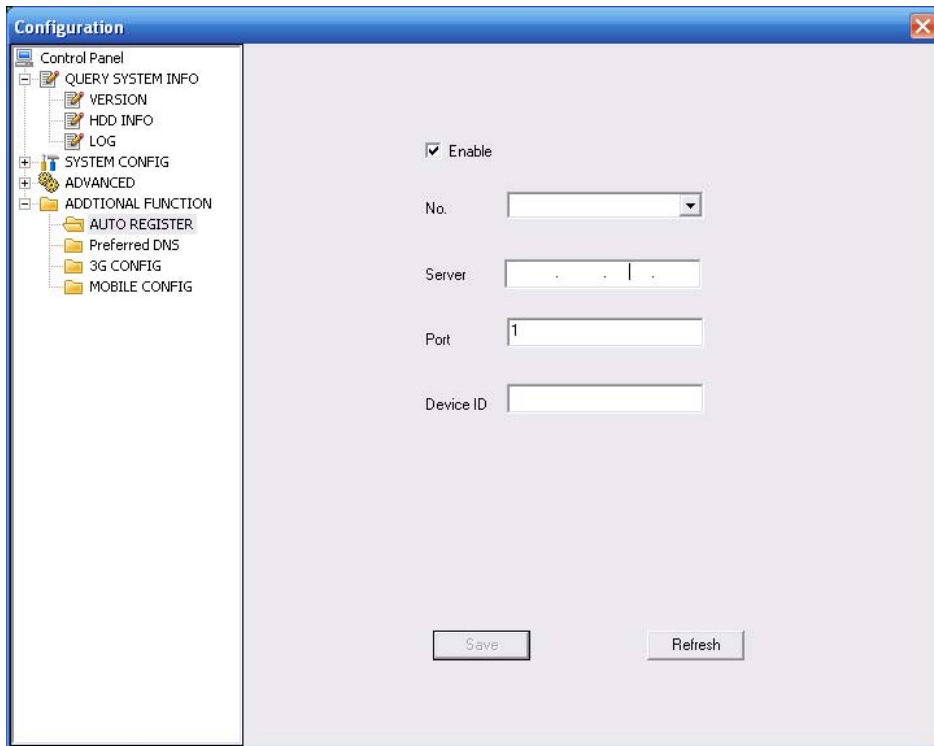 Configuration
Control Panel
QUERY SYSTEM INFO
VERSION
HDD INFO
LOG
SYSTEM CONFIG
ADVANCED
ADDTIONAL FUNCTION
AUTO REGISTER
Preferred DNS
3G CONFIG
MOBILE CONFIG
Enable
No.
Server . . .
Port 1
Device ID
Save Refresh